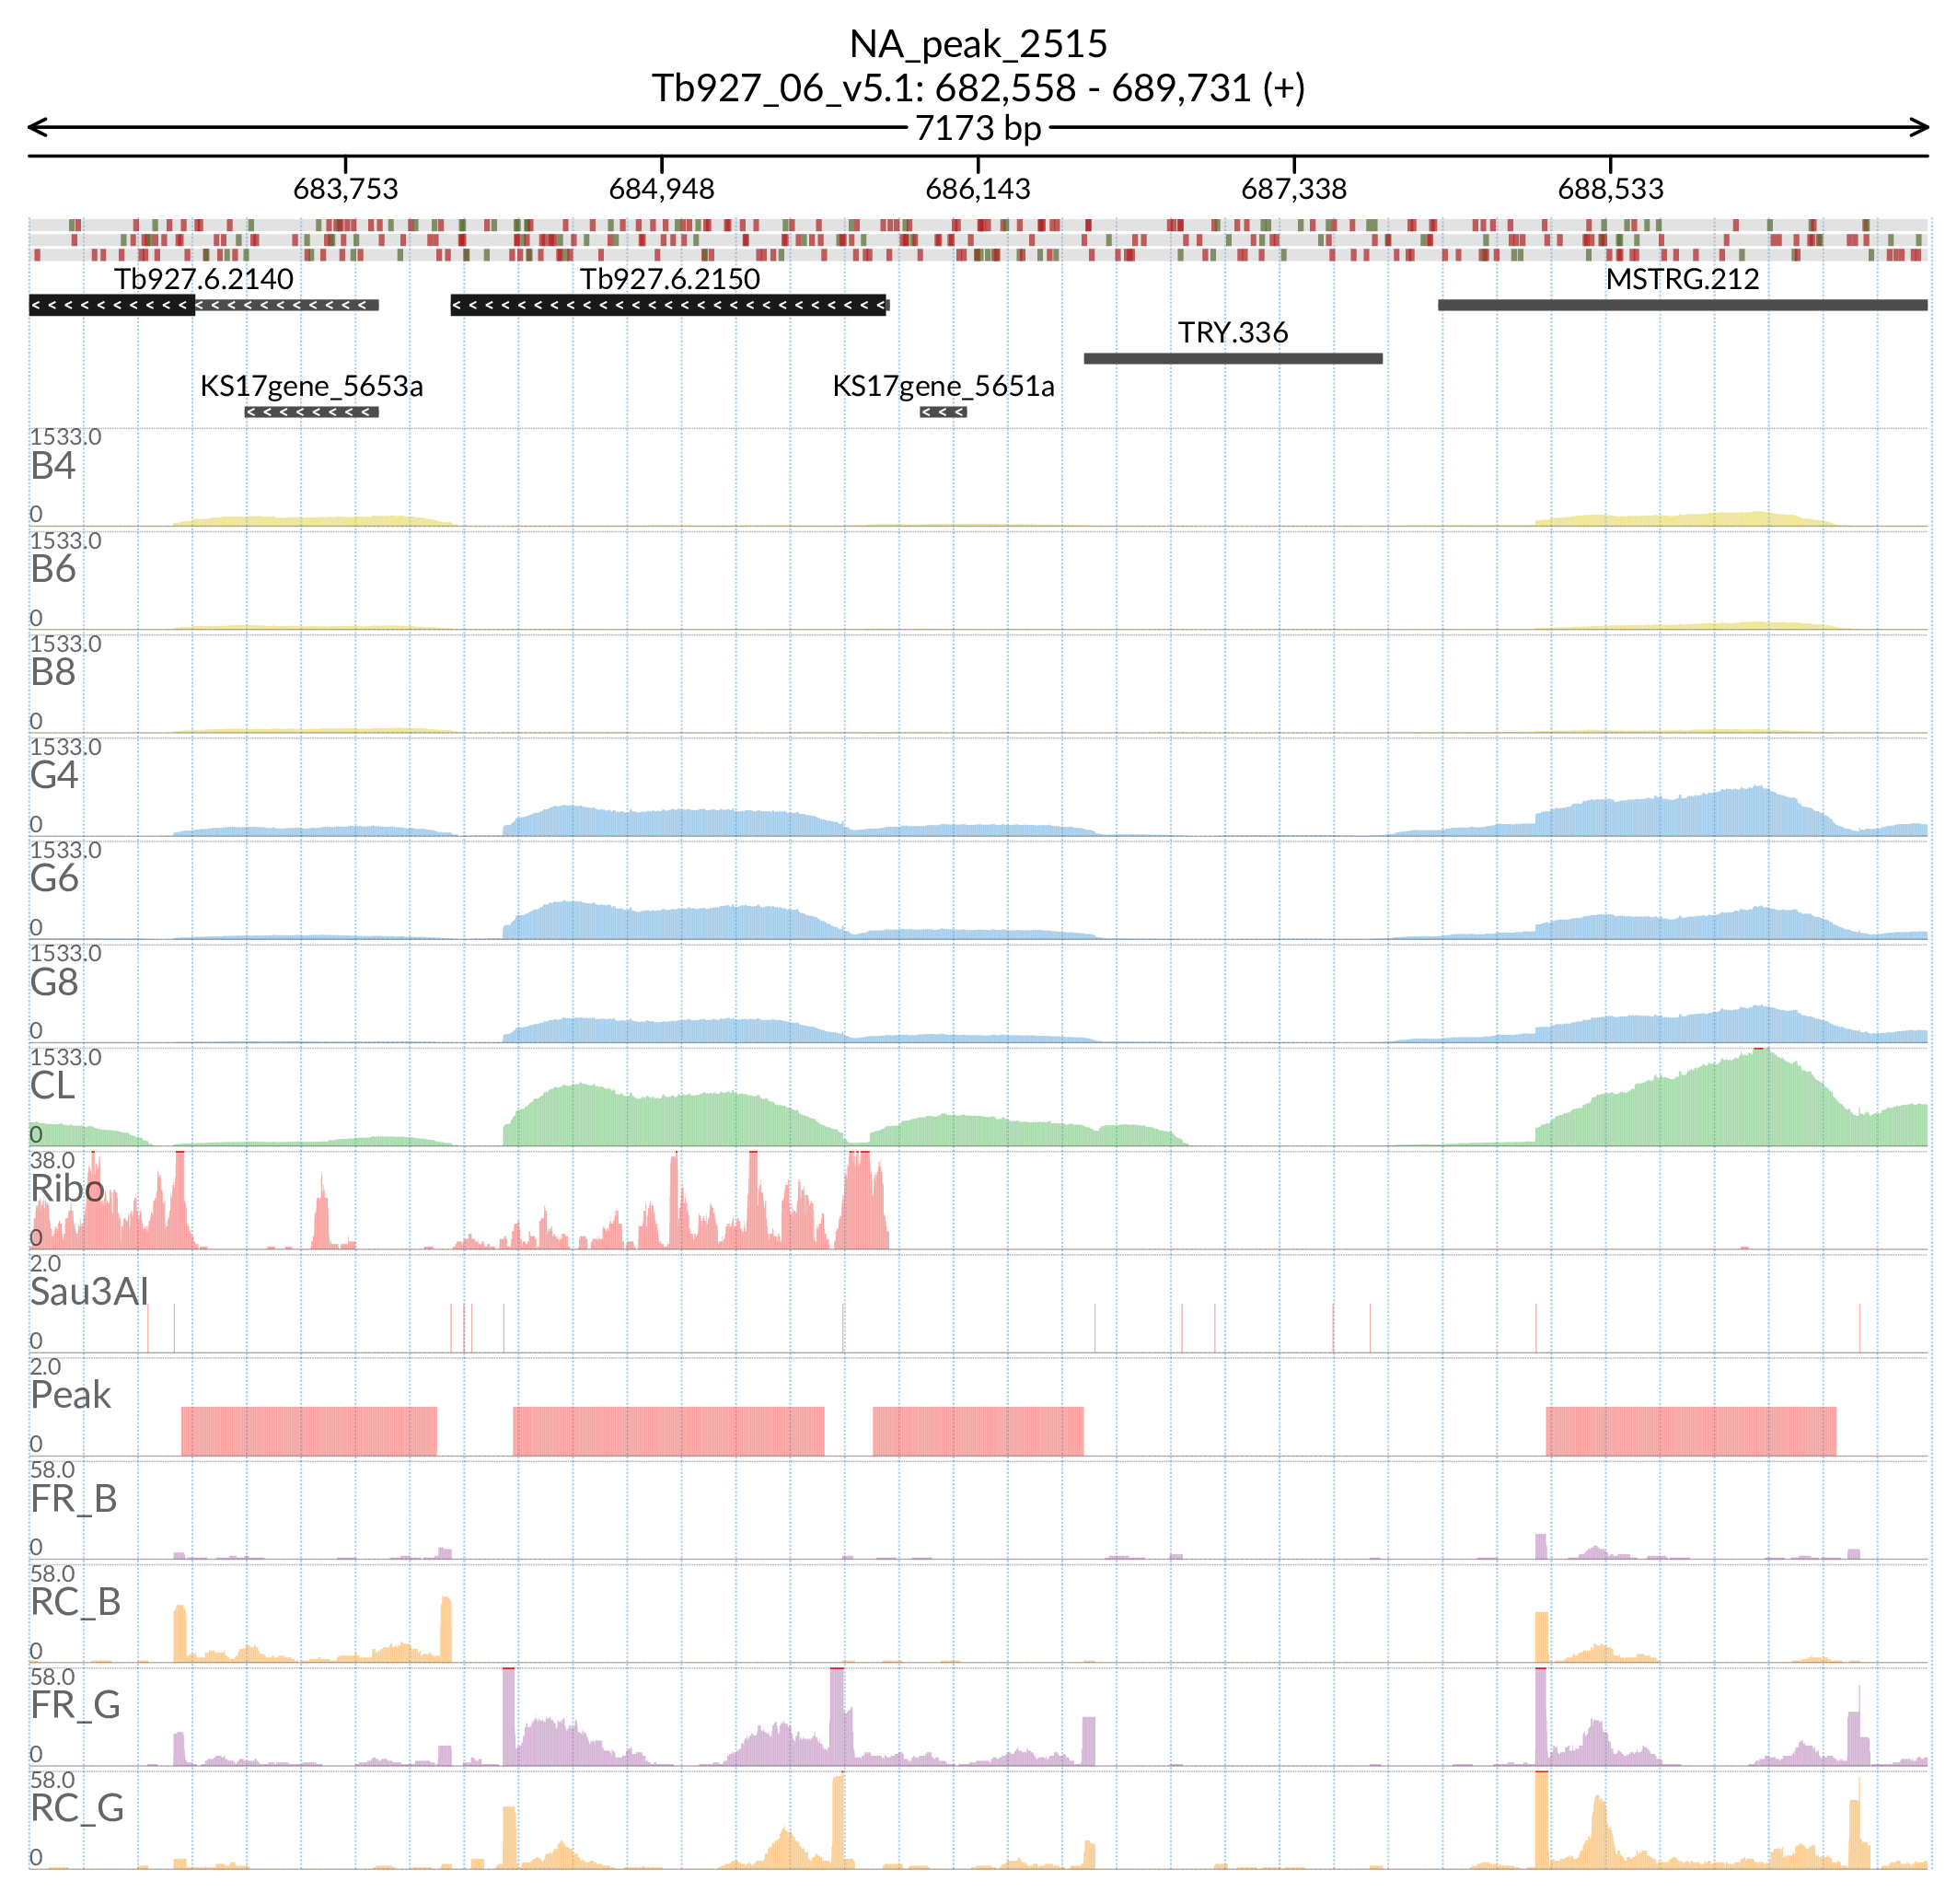 NA_peak_2515
Tb927_06_v5.1: 682,558 - 689,731 (+)
7173 bp
683,753 684,948 686,143 687,338 688,533
Tb927.6.2140 Tb927.6.2150 MSTRG.212
TRY.336
KS17gene_5653a KS17gene_5651a
1533.0
B4
0
1533.0
B6
0
1533.0
B8
0
1533.0
G4
0
1533.0
G6
0
1533.0
G8
0
1533.0
CL
0
38.0
Ribo
0
2.0
Sau3AI
0
2.0
Peak
0
58.0
FR_B
0
58.0
RC_B
0
58.0
FR_G
0
58.0
RC_G
0